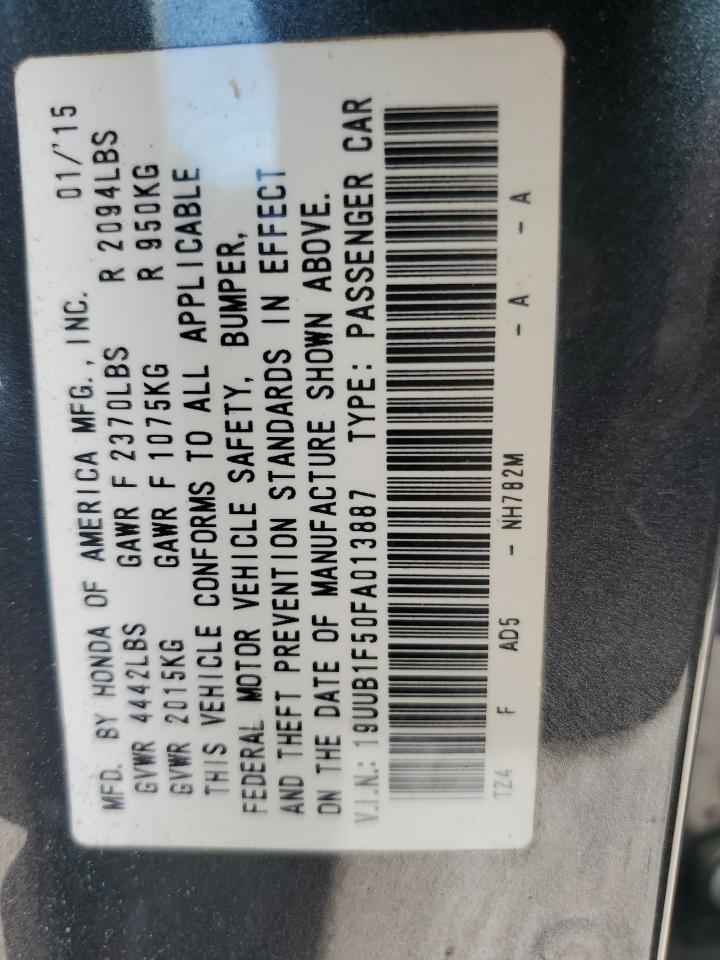 MFD. BY HONDA OF AMERICA MFG., INC. 01/'15
GVWR 4442LBS GAWR F 2370LBS R 2094LBS
GVWR 2015KG GAWR F 1075KG R 950KG
THIS VEHICLE CONFORMS TO ALL APPLICABLE
FEDERAL MOTOR VEHICLE SAFETY, BUMPER,
AND THEFT PREVENTION STANDARDS IN EFFECT
ON THE DATE OF MANUFACTURE SHOWN ABOVE.
V.I.N.: 19UUB1F50FA013887 TYPE: PASSENGER CAR
TZ4 F AD5 - NH782M - A - A